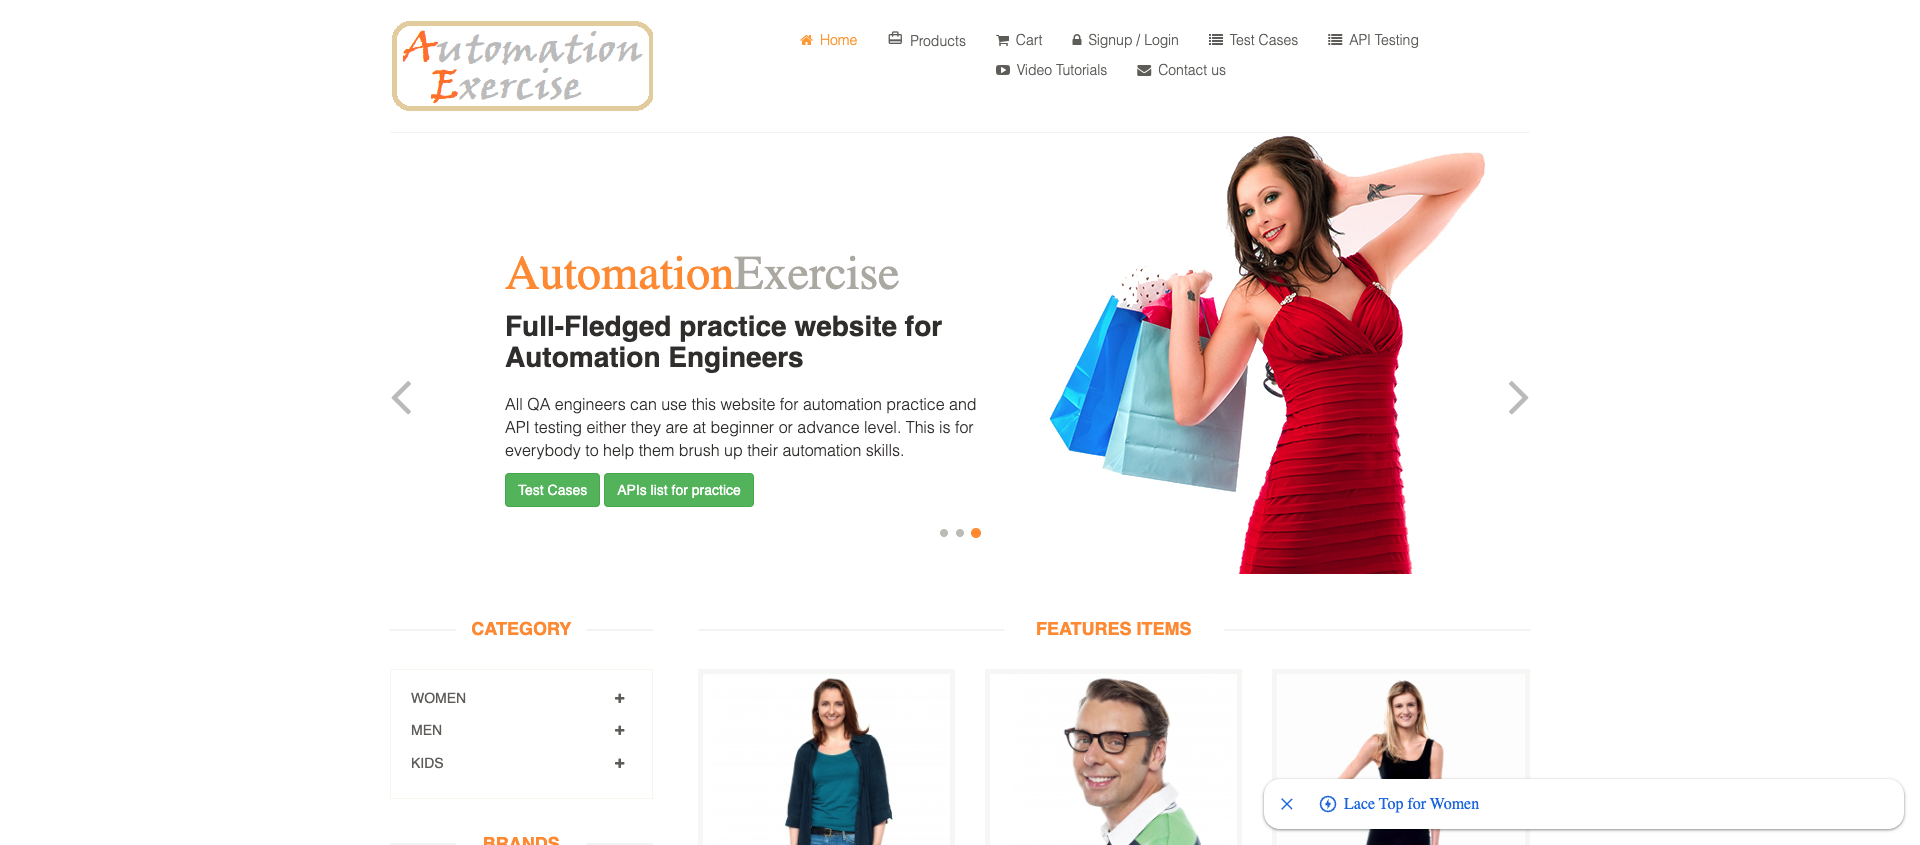 Automation
Exercise
Home Products Cart Signup / Login Test Cases API Testing
Video Tutorials Contact us
AutomationExercise
Full-Fledged practice website for
Automation Engineers
All QA engineers can use this website for automation practice and
API testing either they are at beginner or advance level. This is for
everybody to help them brush up their automation skills.
Test Cases APIs list for practice
CATEGORY
WOMEN
MEN
KIDS
BRANDS
FEATURES ITEMS
Lace Top for Women